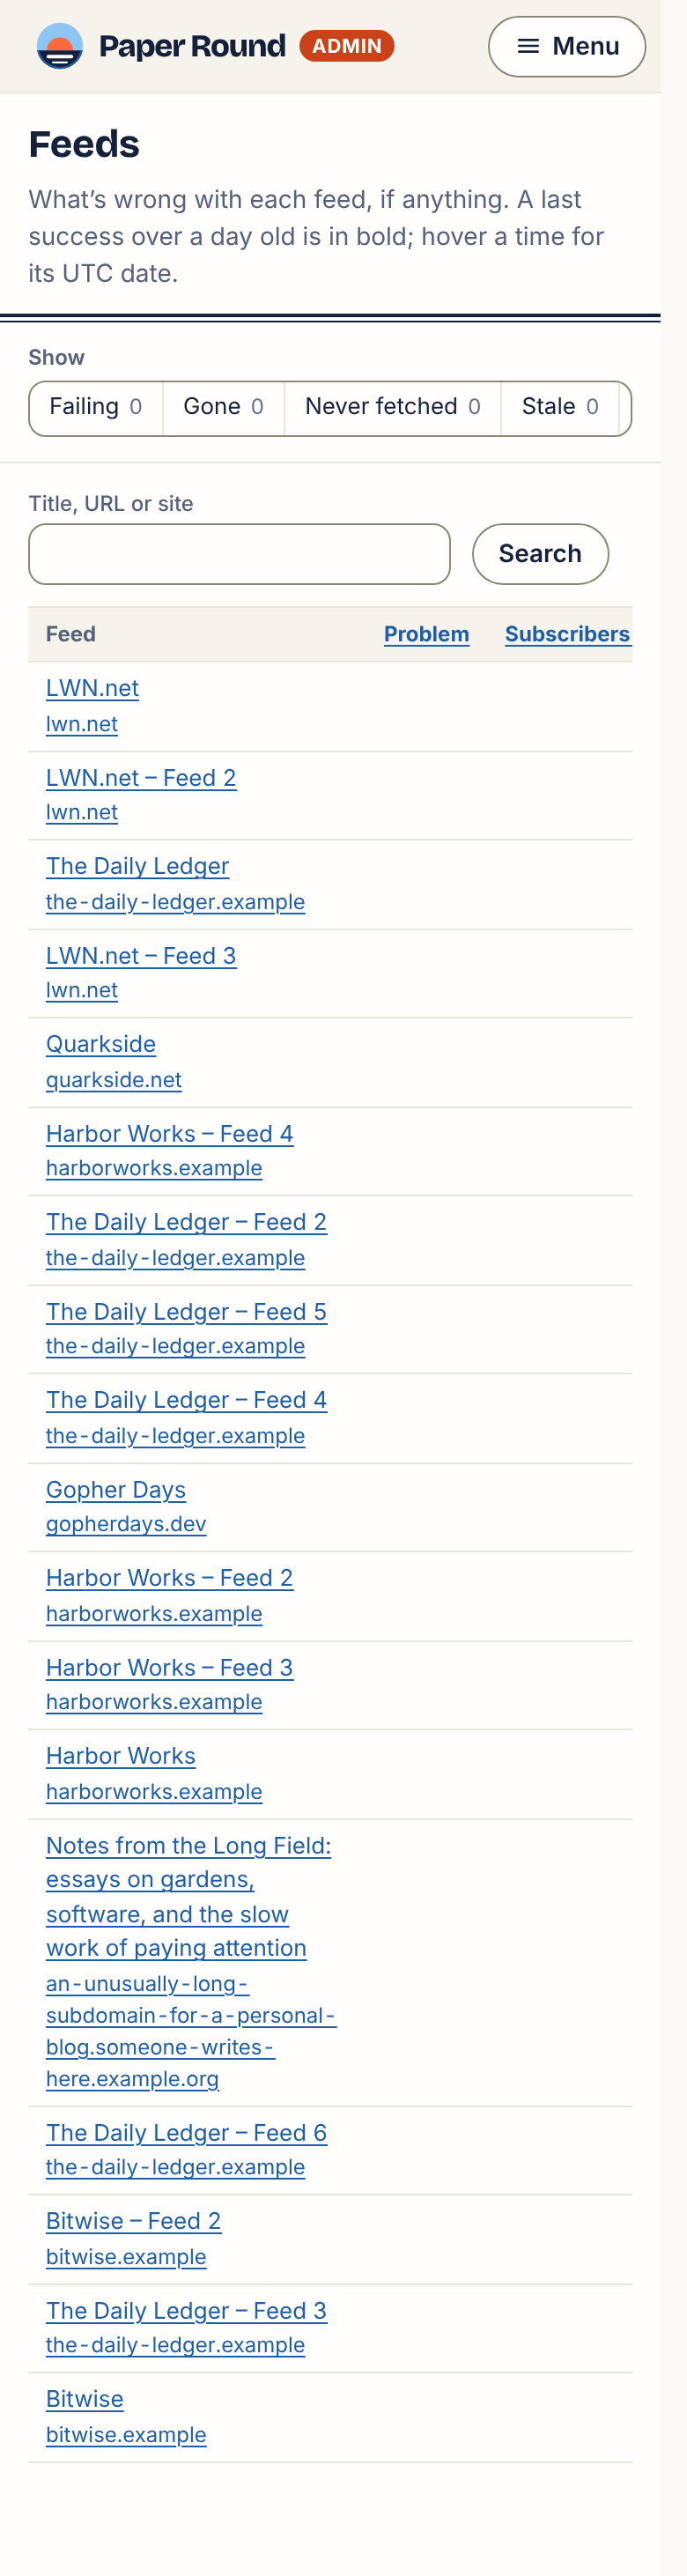 Paper Round ADMIN Menu
Feeds
What’s wrong with each feed, if anything. A last
success over a day old is in bold; hover a time for
its UTC date.
Show
Failing 0 Gone 0 Never fetched 0 Stale 0
Title, URL or site
Search
Feed Problem Subscribers
LWN.net
lwn.net
LWN.net – Feed 2
lwn.net
The Daily Ledger
the-daily-ledger.example
LWN.net – Feed 3
lwn.net
Quarkside
quarkside.net
Harbor Works – Feed 4
harborworks.example
The Daily Ledger – Feed 2
the-daily-ledger.example
The Daily Ledger – Feed 5
the-daily-ledger.example
The Daily Ledger – Feed 4
the-daily-ledger.example
Gopher Days
gopherdays.dev
Harbor Works – Feed 2
harborworks.example
Harbor Works – Feed 3
harborworks.example
Harbor Works
harborworks.example
Notes from the Long Field:
essays on gardens,
software, and the slow
work of paying attention
an-unusually-long-
subdomain-for-a-personal-
blog.someone-writes-
here.example.org
The Daily Ledger – Feed 6
the-daily-ledger.example
Bitwise – Feed 2
bitwise.example
The Daily Ledger – Feed 3
the-daily-ledger.example
Bitwise
bitwise.example